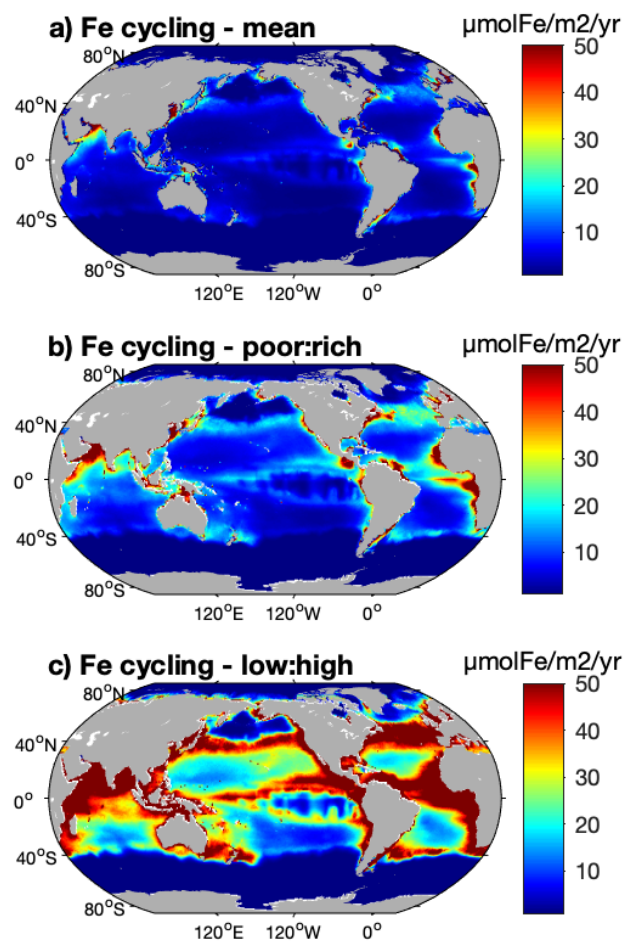 a) Fe cycling - mean
µmolFe/m2/yr
80°N
40°N
0°
40°S
80°S
120°E
120°W
0°
50
40
30
20
10
b) Fe cycling - poor:rich
µmolFe/m2/yr
80°N
40°N
0°
40°S
80°S
120°E
120°W
0°
50
40
30
20
10
c) Fe cycling - low:high
µmolFe/m2/yr
80°N
40°N
0°
40°S
80°S
120°E
120°W
0°
50
40
30
20
10